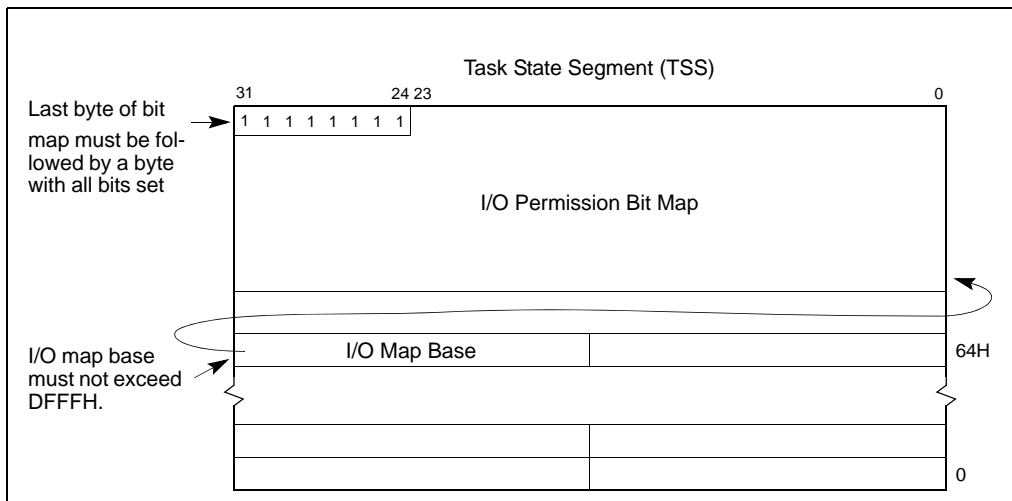 Task State Segment (TSS)
31 24 23 0
Last byte of bit
map must be fol-
lowed by a byte
with all bits set
1 1 1 1 1 1 1 1
I/O Permission Bit Map
I/O map base
must not exceed
DFFFH.
I/O Map Base
64H
0